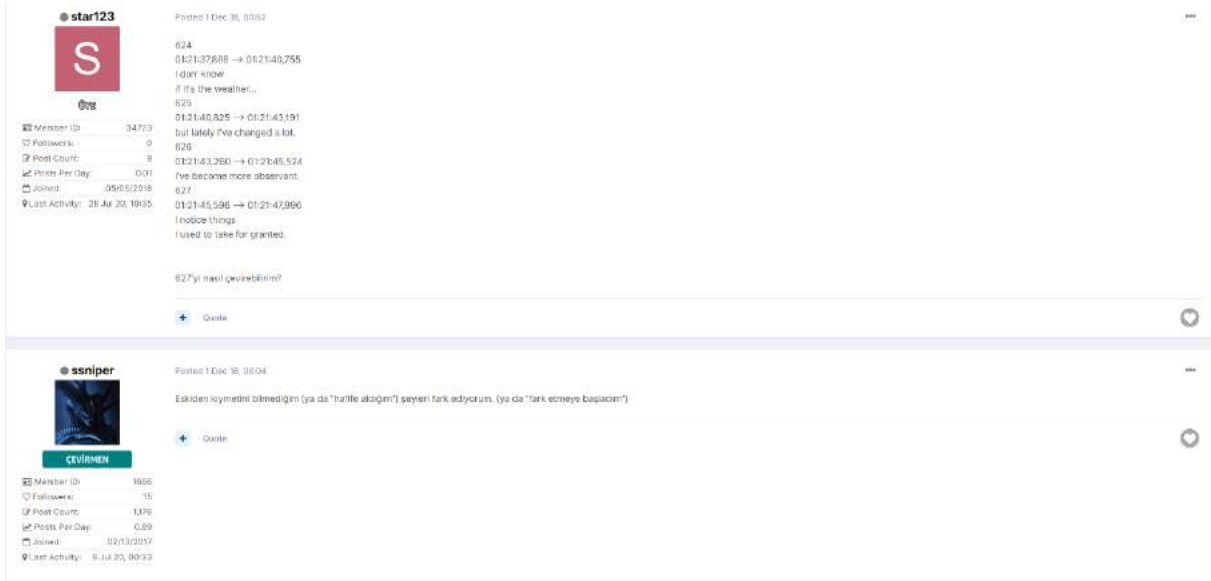 star123
S
Member ID: 34723
Followers: 0
Post Count: 8
Posts Per Day: 0.01
Joined: 05/05/2018
Last Activity: 28 Jul 20, 19:35
Posted 1 Dec 18, 00:52
624
01:21:37,888 --> 01:21:40,755
I don't know
if it's the weather...
625
01:21:40,825 --> 01:21:43,191
but lately I've changed a lot.
626
01:21:43,260 --> 01:21:45,524
I've become more observant.
627
01:21:45,596 --> 01:21:47,996
I notice things
I used to take for granted.
627'yi nasıl çevirebilirim?
+ Quote
ssniper
ÇEVİRMEN
Member ID: 1656
Followers: 15
Post Count: 1,176
Posts Per Day: 0.89
Joined: 02/13/2017
Last Activity: 8 Jul 20, 00:33
Posted 1 Dec 18, 08:04
Eskiden kıymetini bilmediğim (ya da "hafife aldığım") şeyleri fark ediyorum. (ya da "fark etmeye başladım")
+ Quote